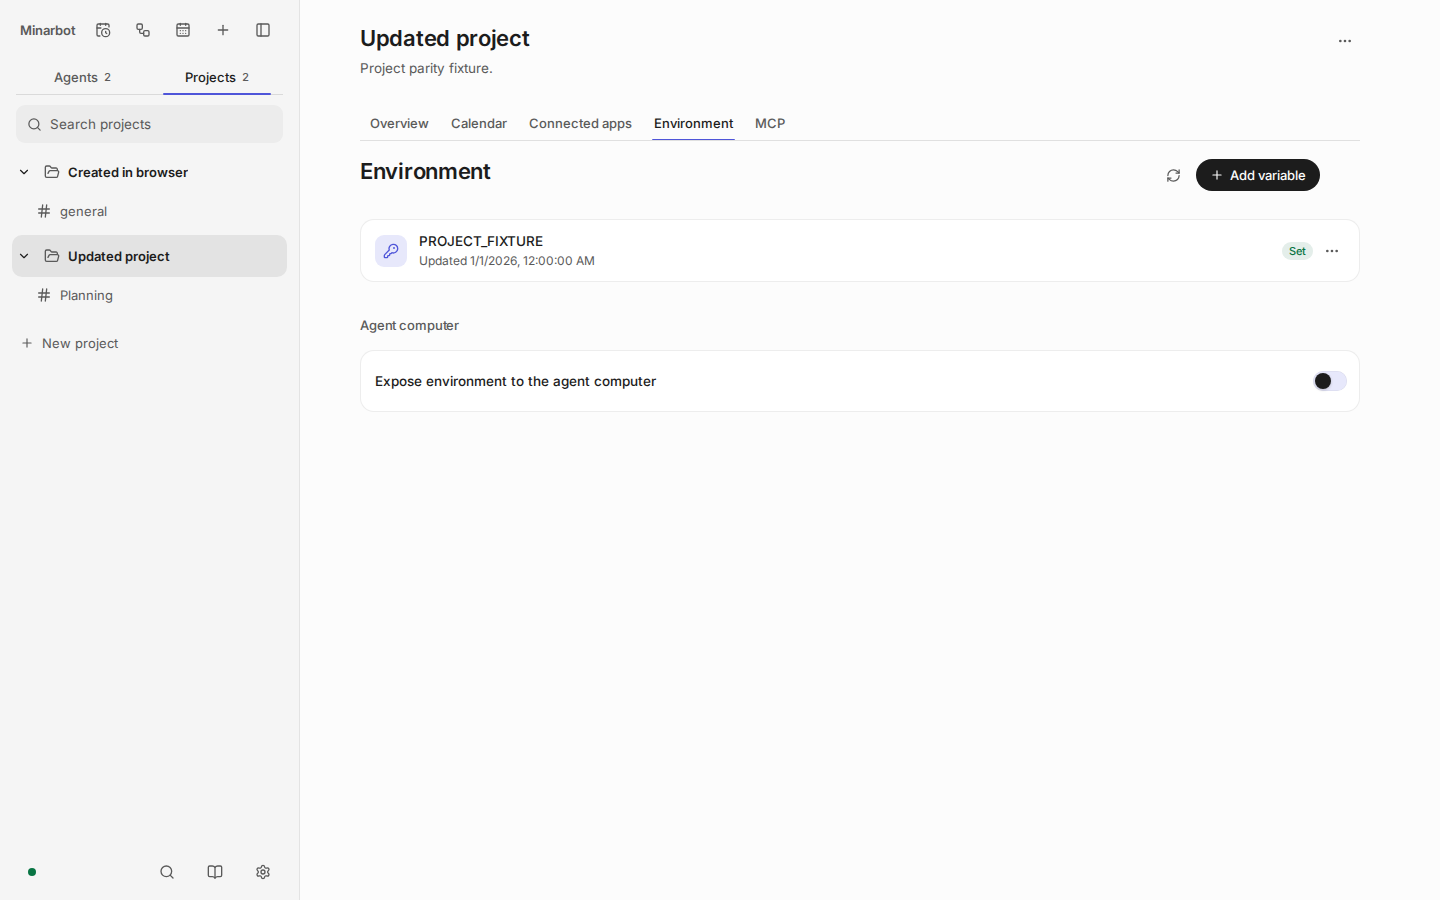 Minarbot
Agents 2
Projects 2
Search projects
Created in browser
general
Updated project
Planning
New project
Updated project
Project parity fixture.
Overview
Calendar
Connected apps
Environment
MCP
Environment
Add variable
PROJECT_FIXTURE
Updated 1/1/2026, 12:00:00 AM
Set
Agent computer
Expose environment to the agent computer